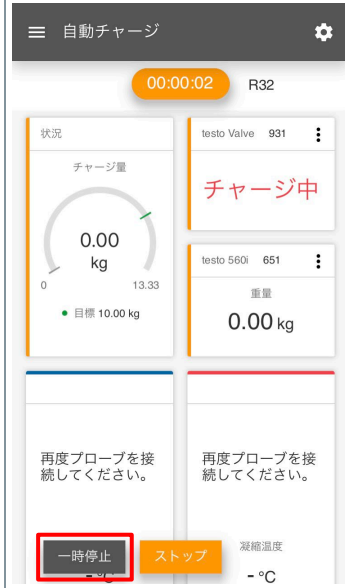 自動チャージ
00:00:02 R32
状況
チャージ量
0.00
kg
0 13.33
目標 10.00 kg
testo Valve 931
チャージ中
testo 560i 651
重量
0.00 kg
再度プローブを接
続してください。
再度プローブを接
続してください。
凝縮温度
一時停止
ストップ
- °C
- °C